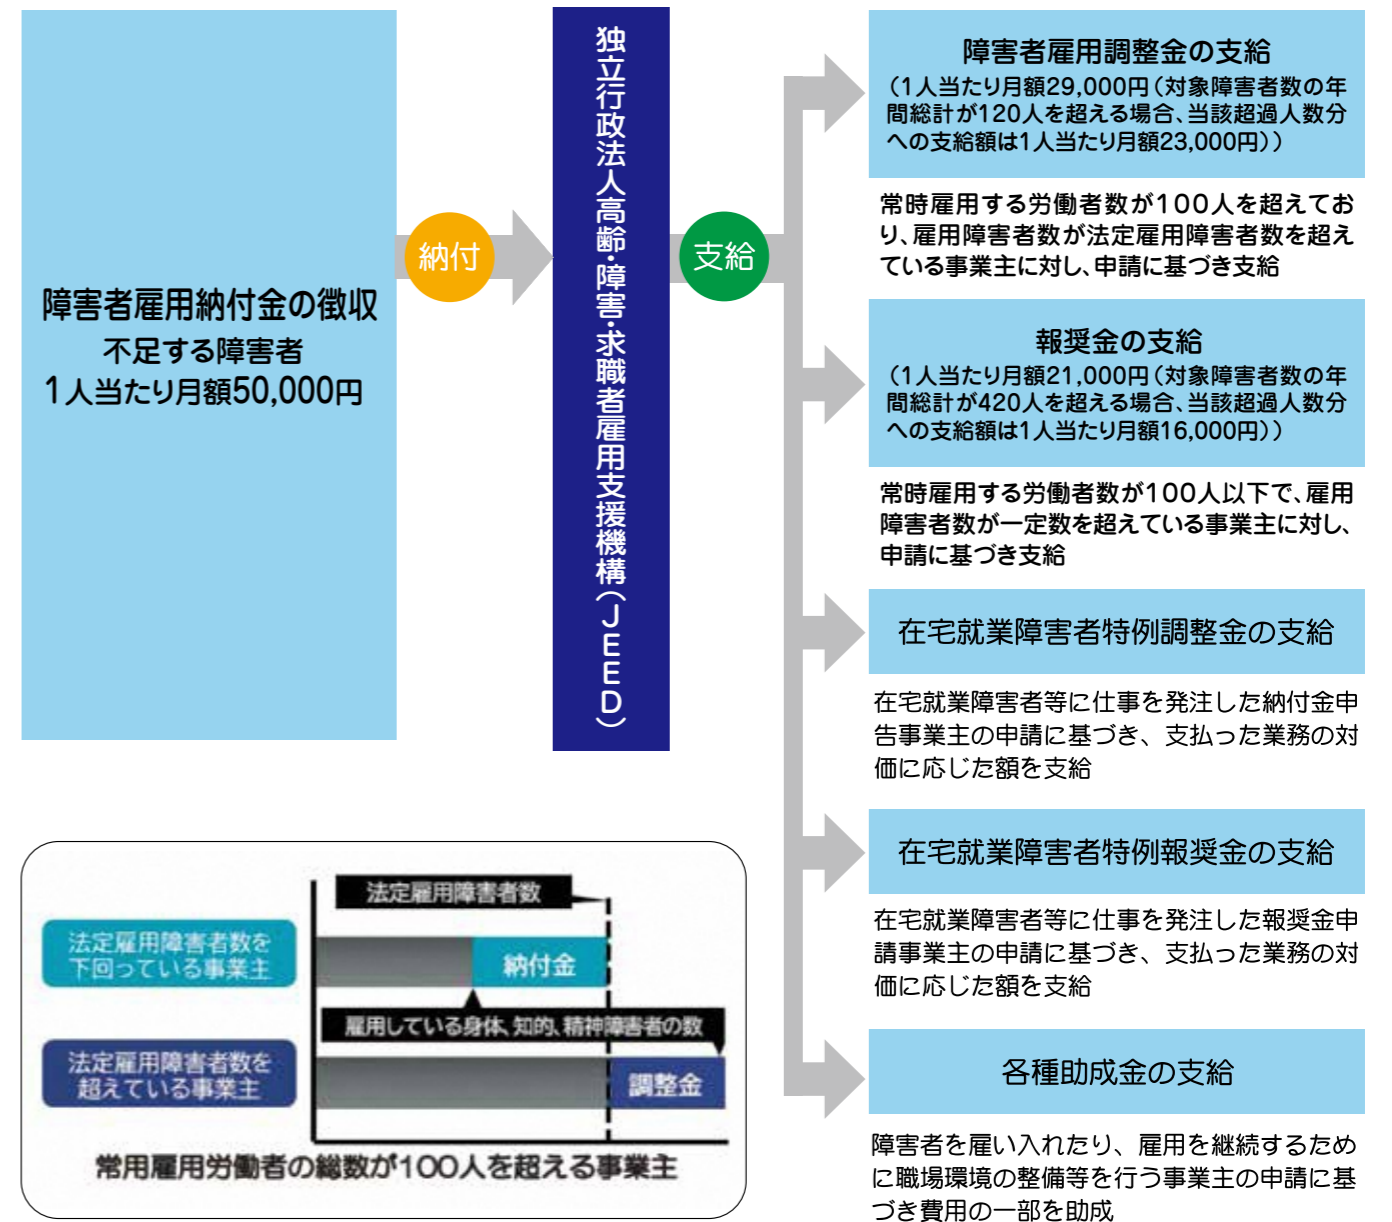 障害者雇用納付金の徴収
不足する障害者
1人当たり月額50,000円
納付
独立行政法人高齢・障害・求職者雇用支援機構（JEED）
支給
障害者雇用調整金の支給
（1人当たり月額29,000円（対象障害者数の年
間総計が120人を超える場合、当該超過人数分
への支給額は1人当たり月額23,000円））
常時雇用する労働者数が100人を超えてお
り、雇用障害者数が法定雇用障害者数を超え
ている事業主に対し、申請に基づき支給
報奨金の支給
（1人当たり月額21,000円（対象障害者数の年
間総計が420人を超える場合、当該超過人数分
への支給額は1人当たり月額16,000円））
常時雇用する労働者数が100人以下で、雇用
障害者数が一定数を超えている事業主に対し、
申請に基づき支給
在宅就業障害者特例調整金の支給
在宅就業障害者等に仕事を発注した納付金申
告事業主の申請に基づき、支払った業務の対
価に応じた額を支給
在宅就業障害者特例報奨金の支給
在宅就業障害者等に仕事を発注した報奨金申
請事業主の申請に基づき、支払った業務の対
価に応じた額を支給
各種助成金の支給
障害者を雇い入れたり、雇用を継続するため
に職場環境の整備等を行う事業主の申請に基
づき費用の一部を助成
法定雇用障害者数
法定雇用障害者数を
下回っている事業主
納付金
雇用している身体、知的、精神障害者の数
法定雇用障害者数を
超えている事業主
調整金
常用雇用労働者の総数が100人を超える事業主